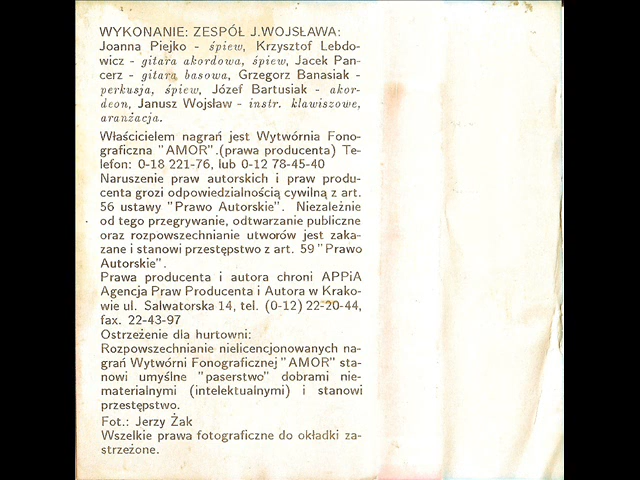 WYKONANIE: ZESPÓŁ J.WOJSŁAWA:
Joanna Piejko - śpiew, Krzysztof Lebdo-
wicz - gitara akordowa, śpiew, Jacek Pan-
cerz - gitara basowa, Grzegorz Banasiak -
perkusja, śpiew, Józef Bartusiak - akor-
deon, Janusz Wojsław - instr. klawiszowe,
aranżacja.
Właścicielem nagrań jest Wytwórnia Fono-
graficzna "AMOR".(prawa producenta) Te-
lefon: 0-18 221-76, lub 0-12 78-45-40
Naruszenie praw autorskich i praw produ-
centa grozi odpowiedzialnością cywilną z art.
56 ustawy "Prawo Autorskie". Niezależnie
od tego przegrywanie, odtwarzanie publiczne
oraz rozpowszechnianie utworów jest zaka-
zane i stanowi przestępstwo z art. 59 "Prawo
Autorskie".
Prawa producenta i autora chroni APPiA
Agencja Praw Producenta i Autora w Krako-
wie ul. Salwatorska 14, tel. (0-12) 22-20-44,
fax. 22-43-97
Ostrzeżenie dla hurtowni:
Rozpowszechnianie nielicencjonowanych na-
grań Wytwórni Fonograficznej "AMOR" sta-
nowi umyślne "paserstwo" dobrami nie-
materialnymi (intelektualnymi) i stanowi
przestępstwo.
Fot.: Jerzy Żak
Wszelkie prawa fotograficzne do okładki za-
strzeżone.